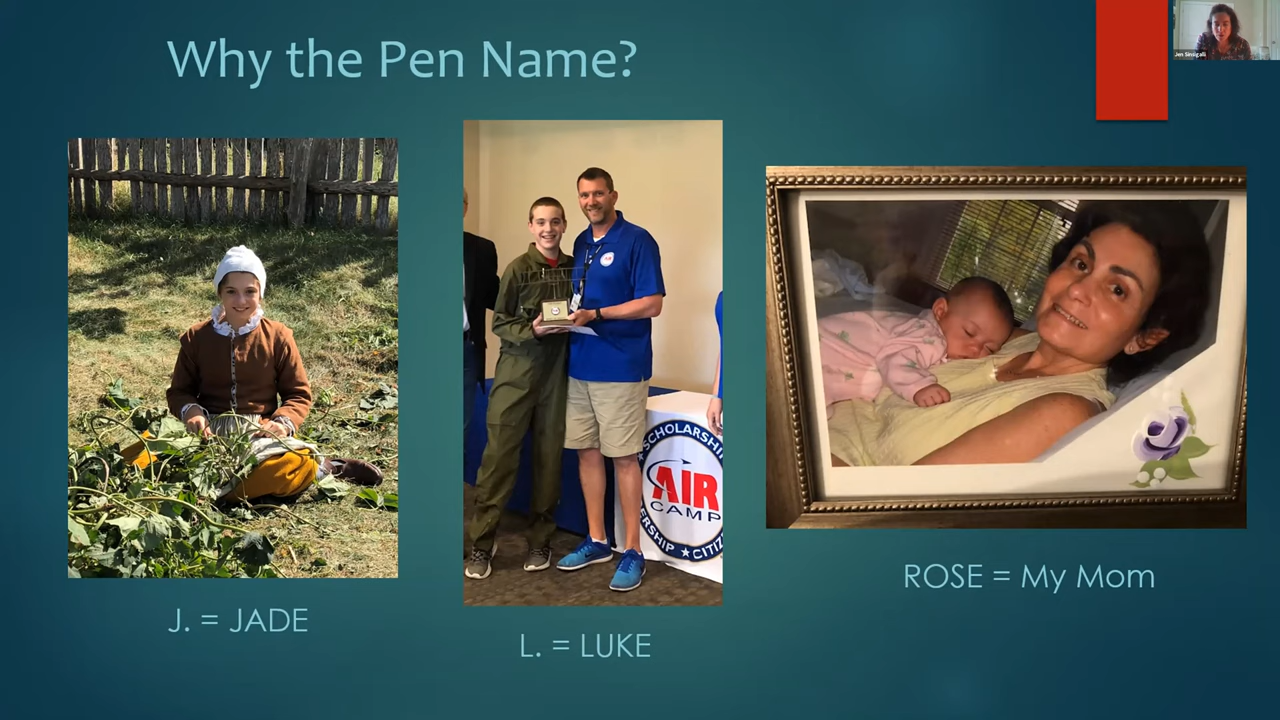 Why the Pen Name?
Jen Sinsigalli
SCHOLARSHIP
AIR
CAMP
ERSHIP ★ CITIZ
J. = JADE
L. = LUKE
ROSE = My Mom